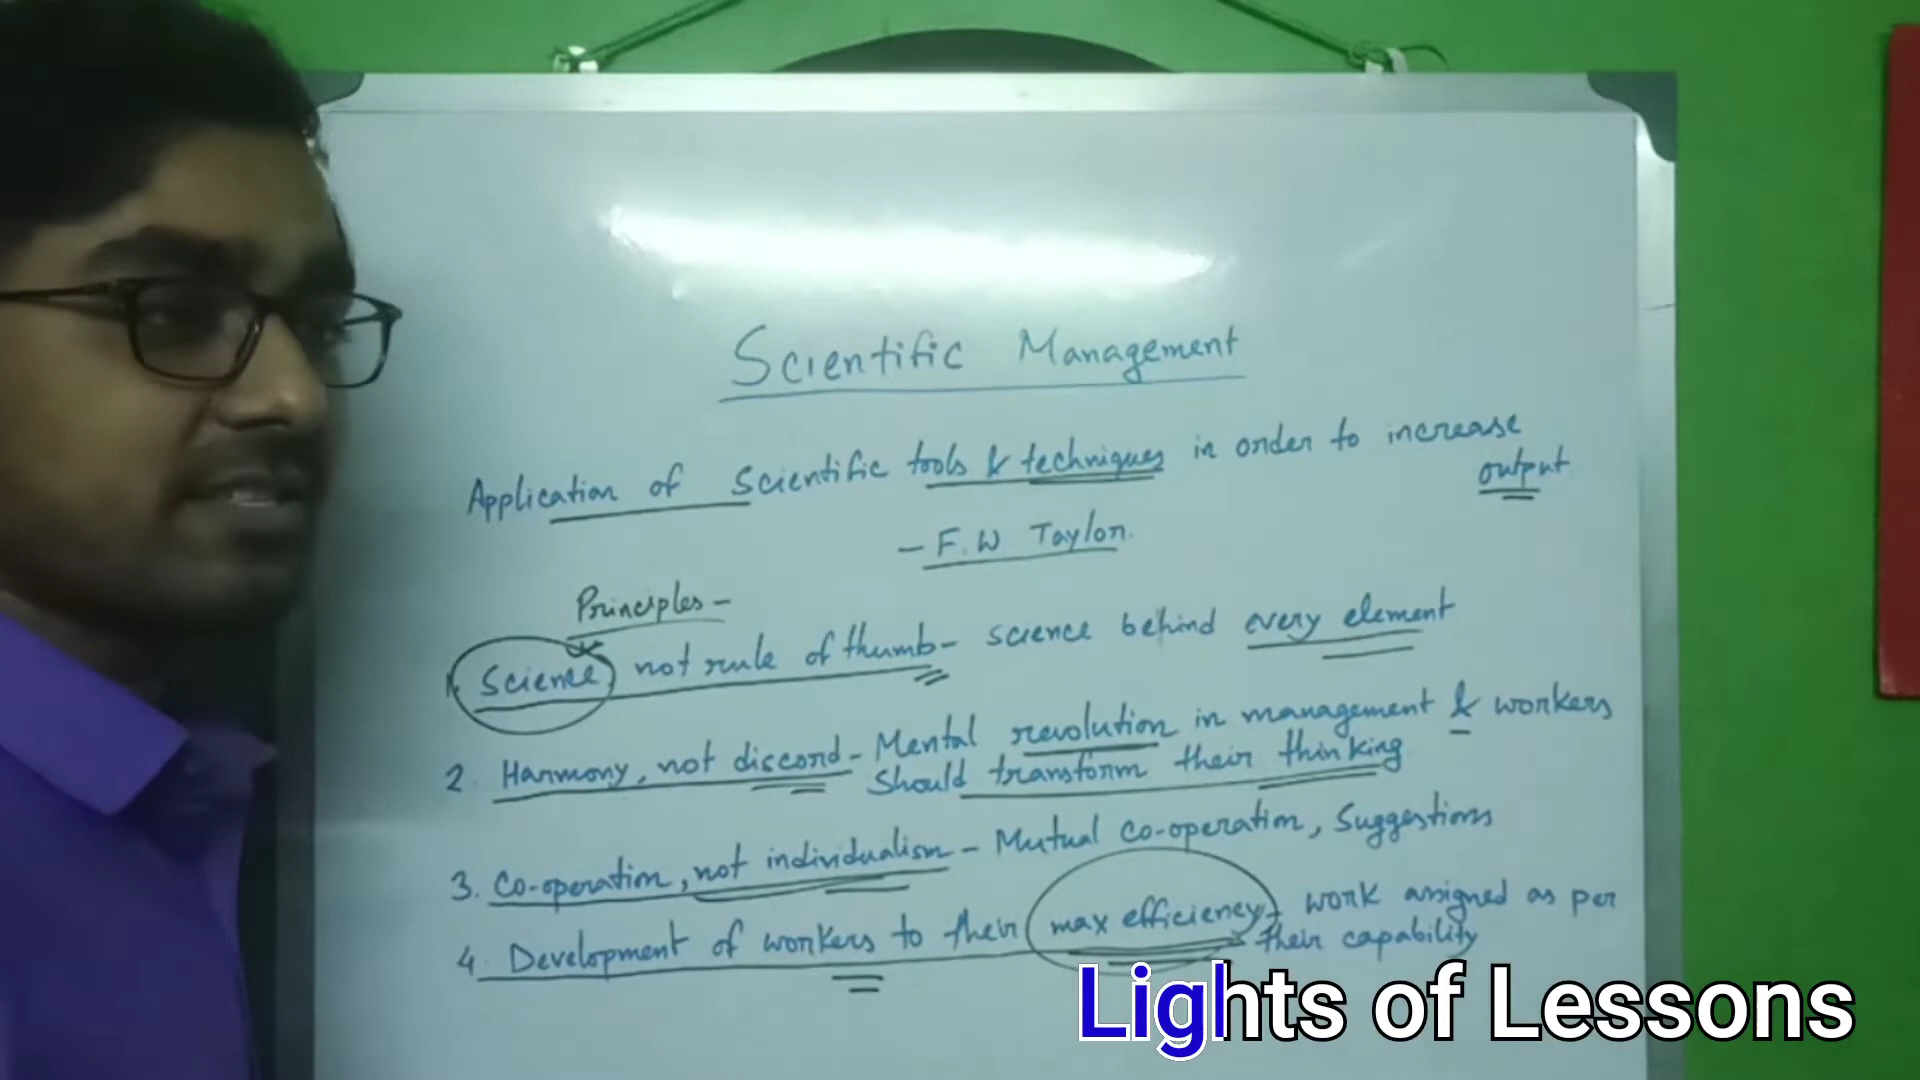 Scientific Management
Application of Scientific tools & techniques in order to increase
output
- F.W Taylor.
Principles -
1. Science, not rule of thumb - science behind every element
2. Harmony, not discord - Mental revolution in management & workers
should transform their thinking
3. Co-operation, not individualism - Mutual co-operation, Suggestions
4. Development of workers to their max efficiency - work assigned as per
their capability
Lights of Lessons